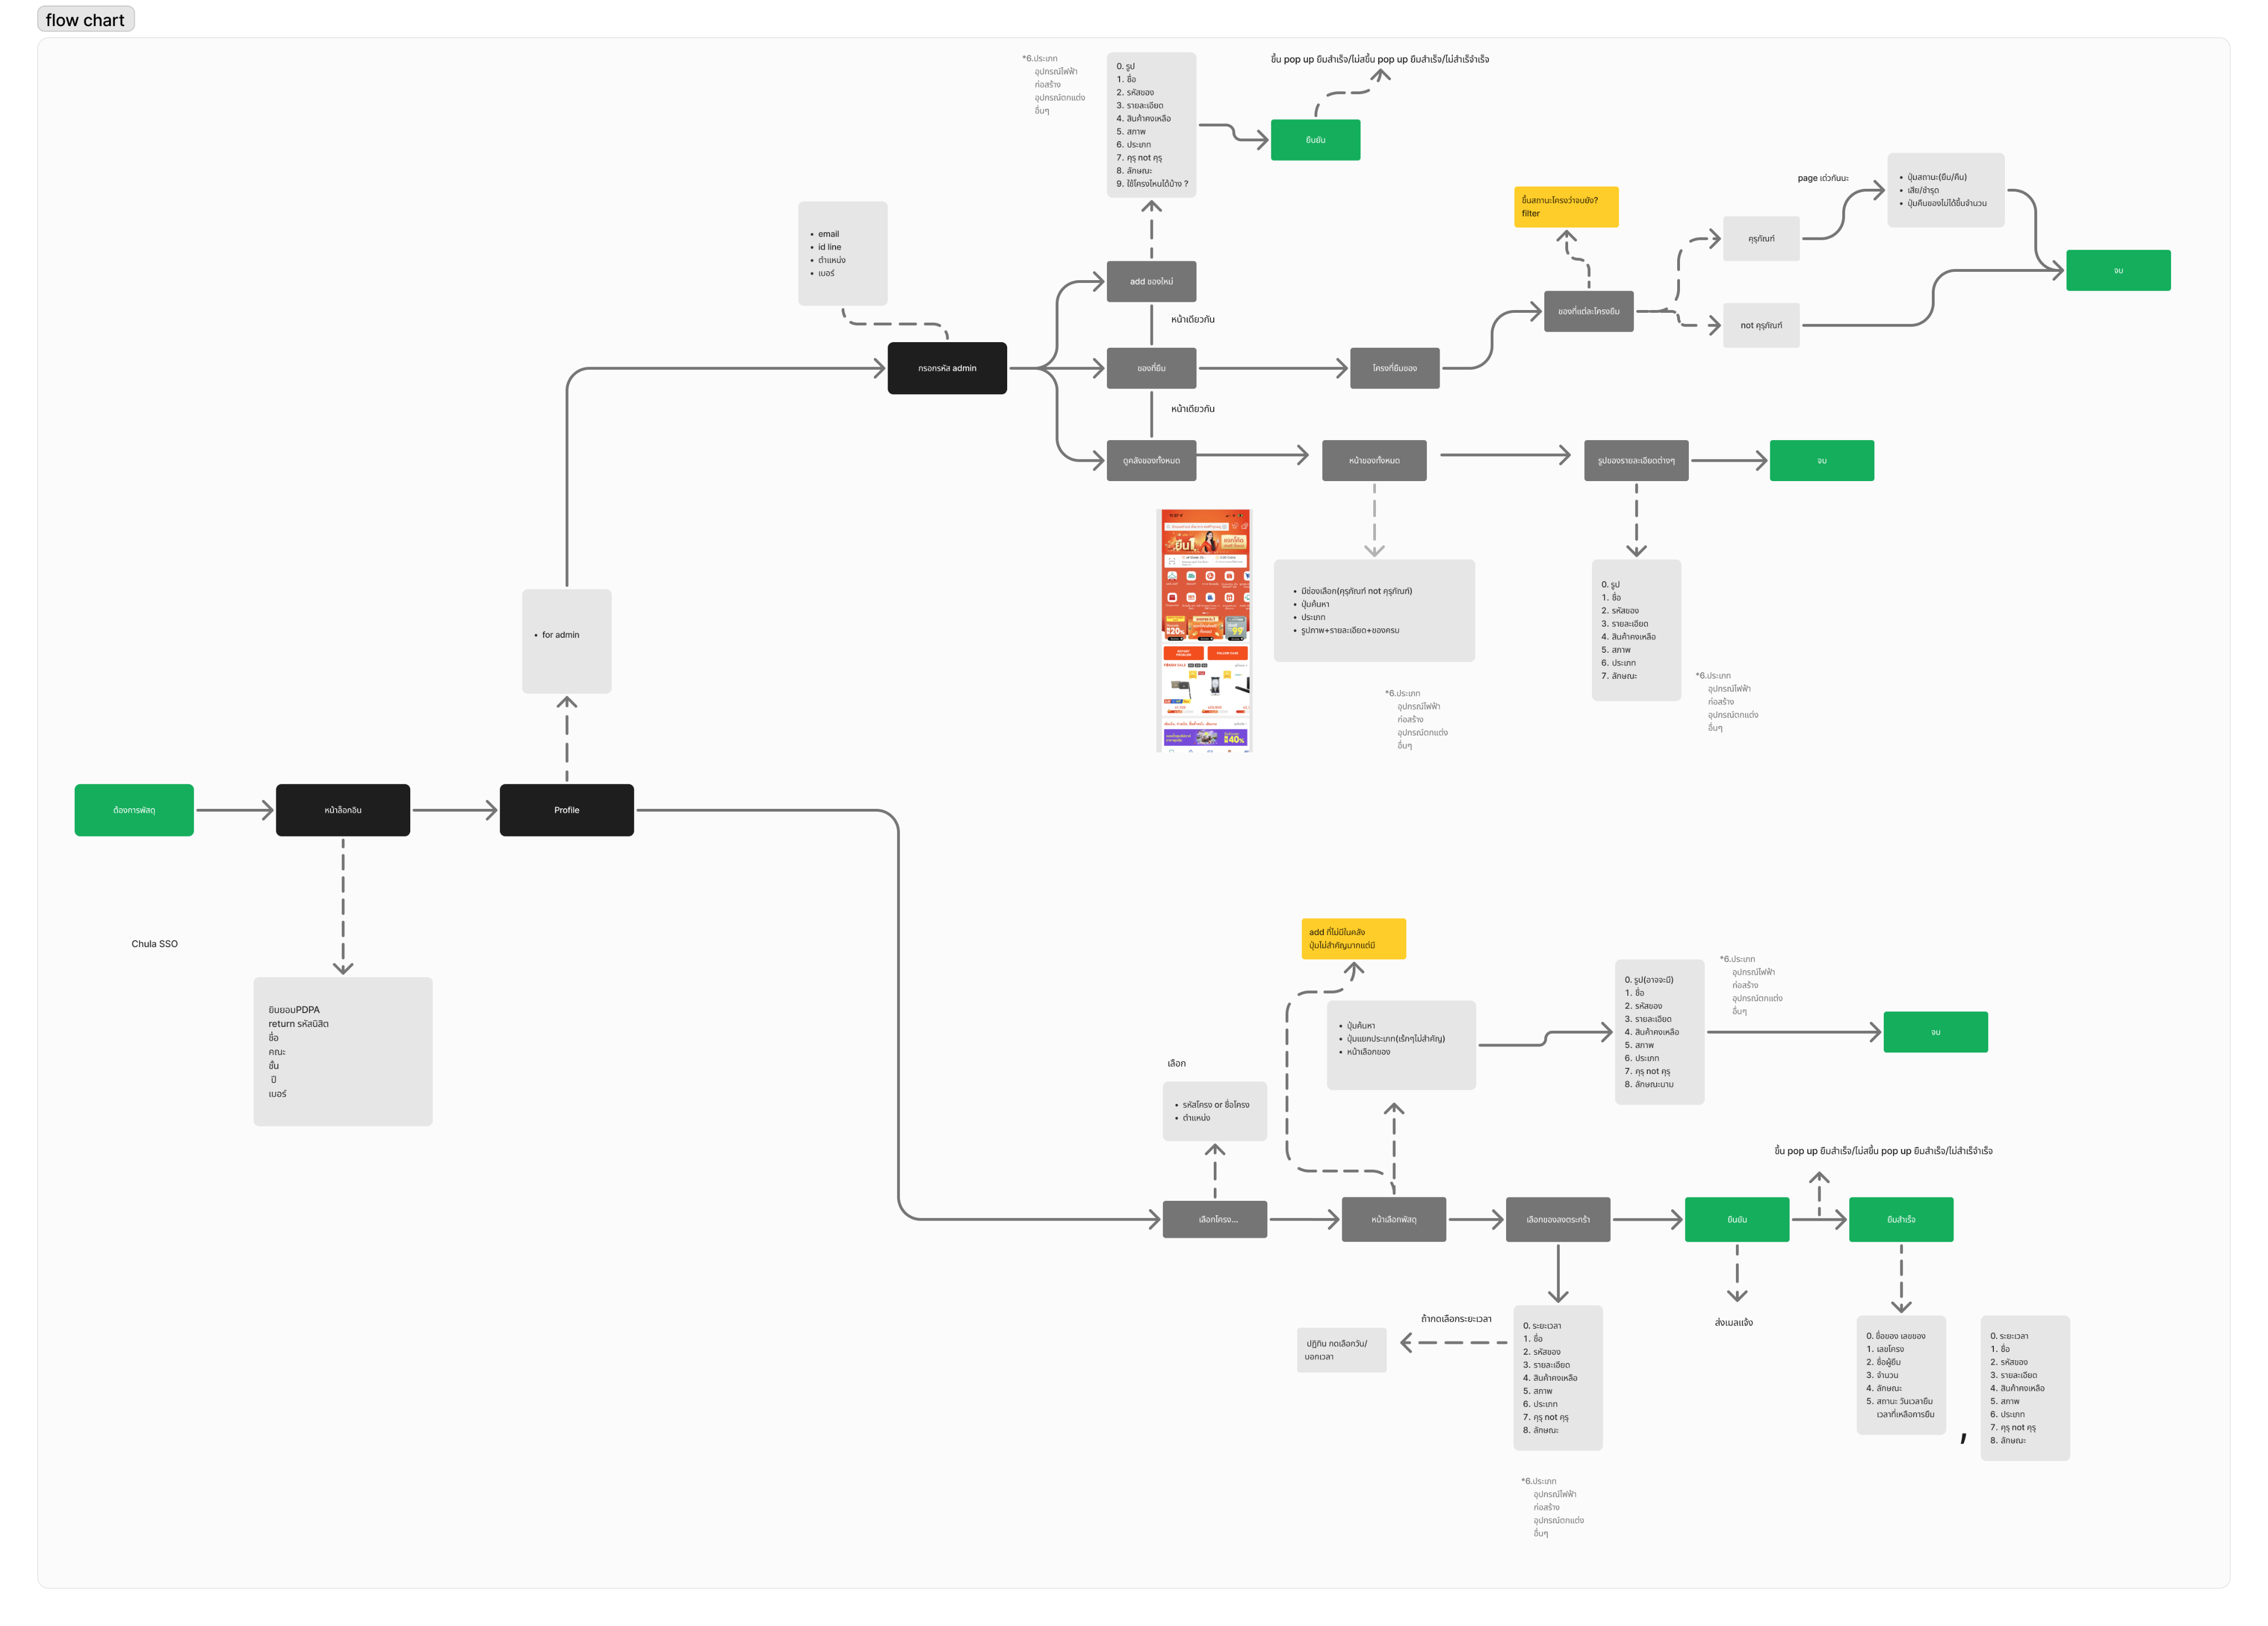 flow chart
*6.ประเภท
อุปกรณ์ไฟฟ้า
ก่อสร้าง
อุปกรณ์ตกแต่ง
อื่นๆ
0. รูป
1. ชื่อ
2. รหัสของ
3. รายละเอียด
4. สินค้าคงเหลือ
5. สภาพ
6. ประเภท
7. คุรุ not คุรุ
8. ลักษณะ
9. ใช้โครงไหนได้บ้าง ?
ขึ้น pop up ยืมสำเร็จ/ไม่สขึ้น pop up ยืมสำเร็จ/ไม่สำเร็จำเร็จ
ยืนยัน
email
id line
ตำแหน่ง
เบอร์
กรอกรหัส admin
add ของใหม่
หน้าเดียวกัน
ของที่ยืม
หน้าเดียวกัน
ดูคลังของทั้งหมด
โครงที่ยืมของ
ของที่แต่ละโครงยืม
ขึ้นสถานะโครงว่าจบยัง?
filter
คุรุภัณฑ์
not คุรุภัณฑ์
page เดวกันนะ
ปุ่มสถานะ(ยืม/คืน)
เสีย/ชำรุด
ปุ่มคืนของไม่ได้ขึ้นจำนวน
จบ
หน้าของทั้งหมด
รูปของรายละเอียดต่างๆ
จบ
มีช่องเลือก(คุรุภัณฑ์ not คุรุภัณฑ์)
ปุ่มค้นหา
ประเภท
รูปภาพ+รายละเอียด+ของครบ
*6.ประเภท
อุปกรณ์ไฟฟ้า
ก่อสร้าง
อุปกรณ์ตกแต่ง
อื่นๆ
0. รูป
1. ชื่อ
2. รหัสของ
3. รายละเอียด
4. สินค้าคงเหลือ
5. สภาพ
6. ประเภท
7. ลักษณะ
*6.ประเภท
อุปกรณ์ไฟฟ้า
ก่อสร้าง
อุปกรณ์ตกแต่ง
อื่นๆ
for admin
ต้องการพัสดุ
หน้าล็อกอิน
Profile
Chula SSO
ยินยอมPDPA
return รหัสนิสิต
ชื่อ
คณะ
ชั้น
ปี
เบอร์
add ที่ไม่มีในคลัง
ปุ่มไม่สำคัญมากแต่มี
ปุ่มค้นหา
ปุ่มแยกประเภท(เร็กๆไม่สำคัญ)
หน้าเลือกของ
0. รูป(อาจจะมี)
1. ชื่อ
2. รหัสของ
3. รายละเอียด
4. สินค้าคงเหลือ
5. สภาพ
6. ประเภท
7. คุรุ not คุรุ
8. ลักษณะนาม
*6.ประเภท
อุปกรณ์ไฟฟ้า
ก่อสร้าง
อุปกรณ์ตกแต่ง
อื่นๆ
จบ
เลือก
รหัสโครง or ชื่อโครง
ตำแหน่ง
เลือกโครง...
หน้าเลือกพัสดุ
เลือกของลงตระกร้า
ยืนยัน
ขึ้น pop up ยืมสำเร็จ/ไม่สขึ้น pop up ยืมสำเร็จ/ไม่สำเร็จำเร็จ
ยืมสำเร็จ
ถ้ากดเลือกระยะเวลา
ปฏิทิน กดเลือกวัน/
บอกเวลา
0. ระยะเวลา
1. ชื่อ
2. รหัสของ
3. รายละเอียด
4. สินค้าคงเหลือ
5. สภาพ
6. ประเภท
7. คุรุ not คุรุ
8. ลักษณะ
*6.ประเภท
อุปกรณ์ไฟฟ้า
ก่อสร้าง
อุปกรณ์ตกแต่ง
อื่นๆ
ส่งเมลแจ้ง
0. ชื่อของ เลขของ
1. เลขโครง
2. ชื่อผู้ยืม
3. จำนวน
4. ลักษณะ
5. สถานะ วันเวลายืม
เวลาที่เหลือการยืม
,
0. ระยะเวลา
1. ชื่อ
2. รหัสของ
3. รายละเอียด
4. สินค้าคงเหลือ
5. สภาพ
6. ประเภท
7. คุรุ not คุรุ
8. ลักษณะ